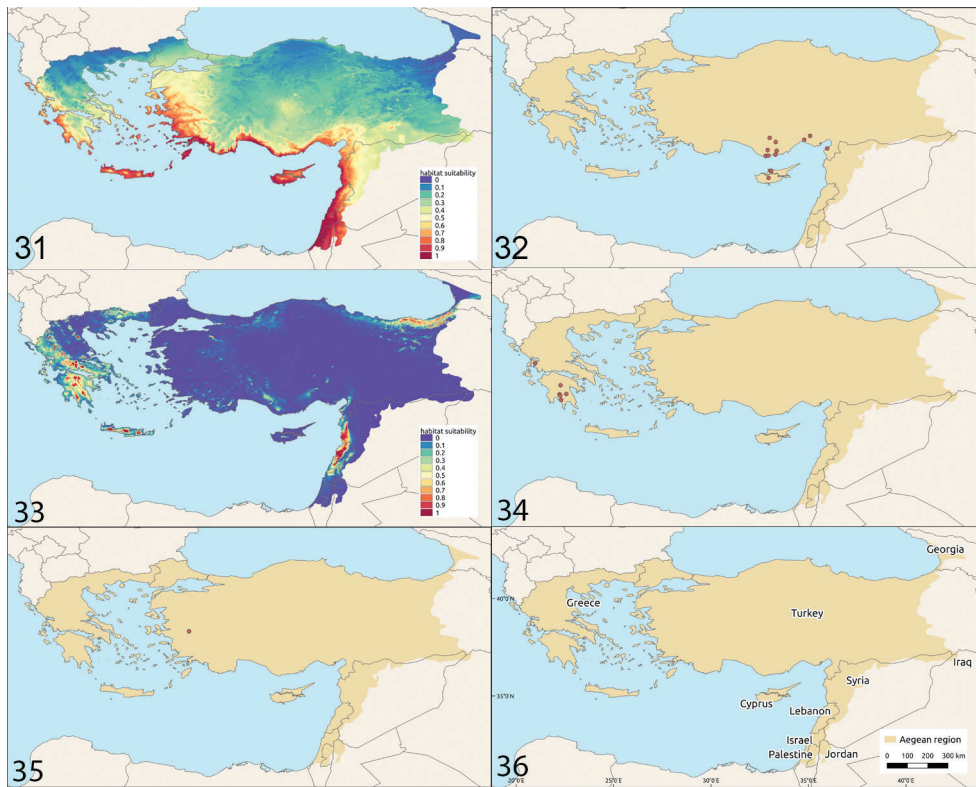 31
habitat suitability
0
0.1
0.2
0.3
0.4
0.5
0.6
0.7
0.8
0.9
1
32
33
habitat suitability
0
0.1
0.2
0.3
0.4
0.5
0.6
0.7
0.8
0.9
1
34
35
36
Georgia
40°0'N
Greece
Turkey
Iraq
Syria
35°0'N
Cyprus
Lebanon
Israel
Palestine
Jordan
Aegean region
0 100 200 300 km
20°0'E 25°0'E 30°0'E 35°0'E 40°0'E